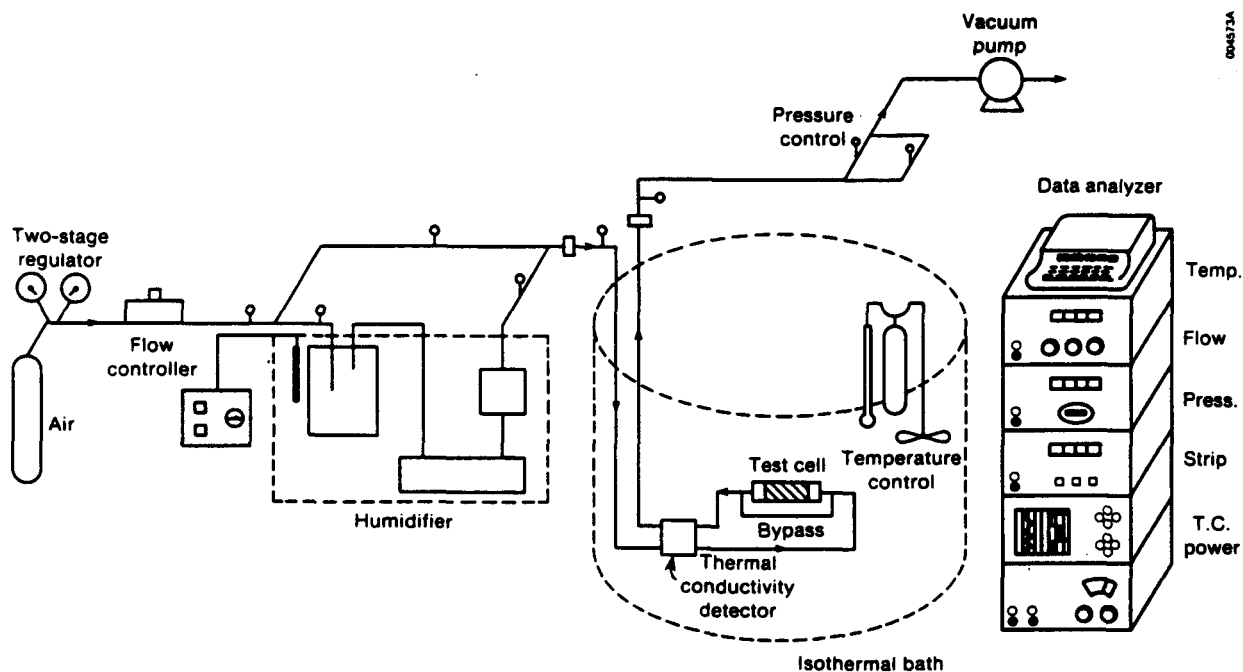 004573A
Vacuum
pump
Pressure
control
Data analyzer
Two-stage
regulator
Temp.
Flow
controller
Flow
Air
Press.
Test cell
Temperature
control
Strip
Humidifier
Bypass
T.C.
power
Thermal
conductivity
detector
Isothermal bath